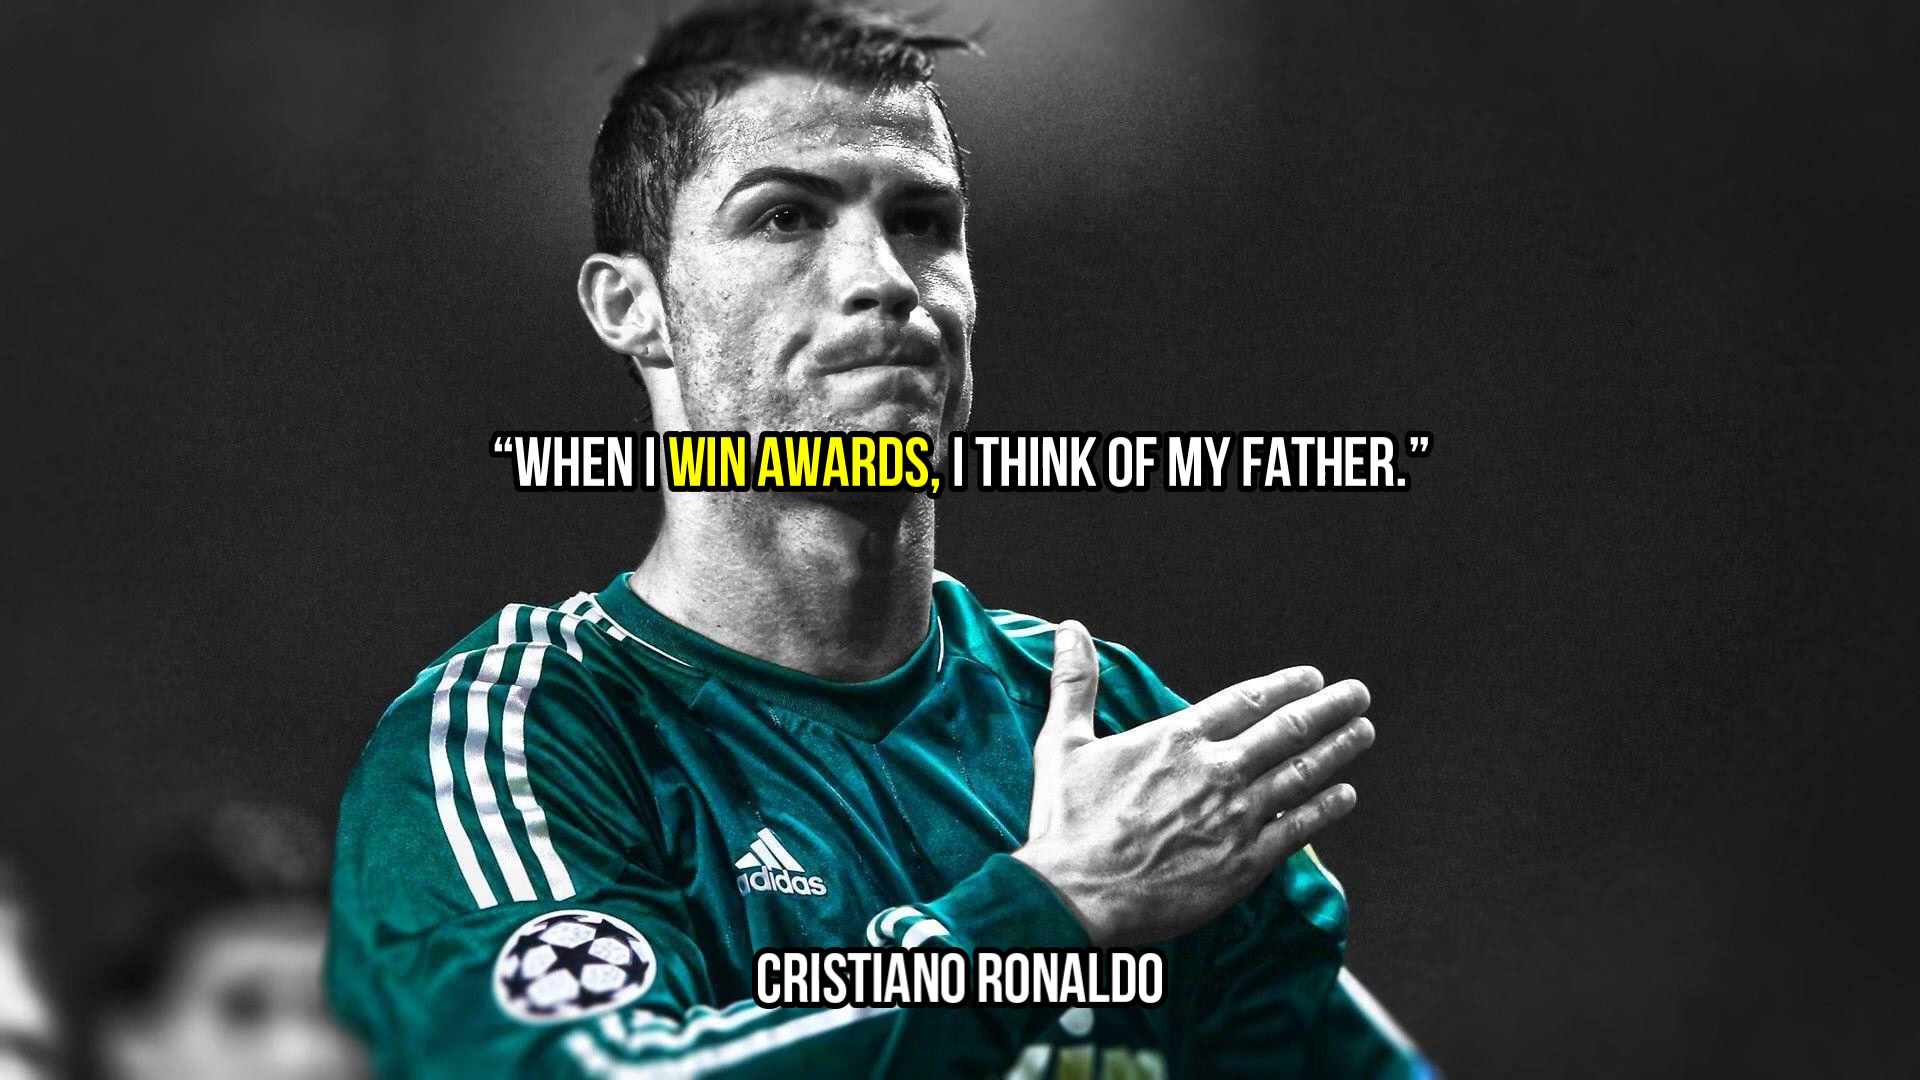 “WHEN I WIN AWARDS, I THINK OF MY FATHER.”
adidas
CRISTIANO RONALDO